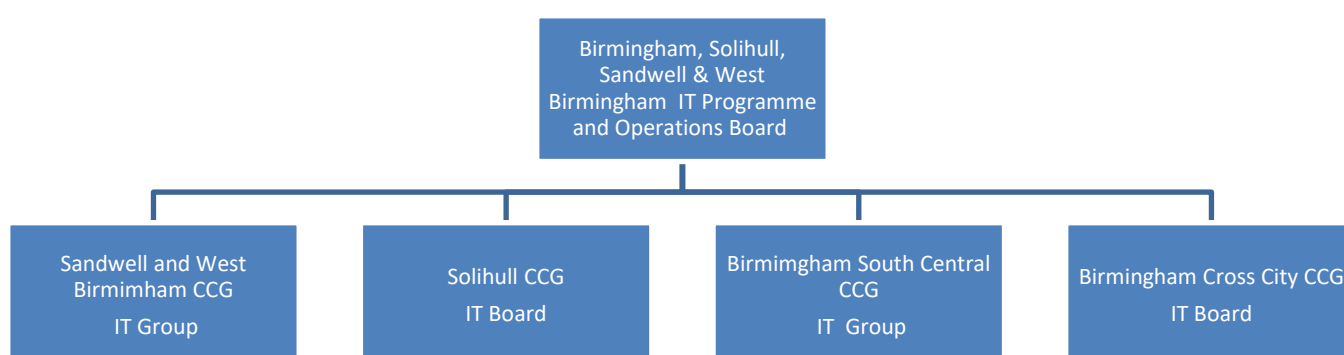 Birmingham, Solihull,
Sandwell & West
Birmingham IT Programme
and Operations Board
Sandwell and West
Birmimham CCG
IT Group
Solihull CCG
IT Board
Birmimgham South Central
CCG
IT Group
Birmingham Cross City CCG
IT Board